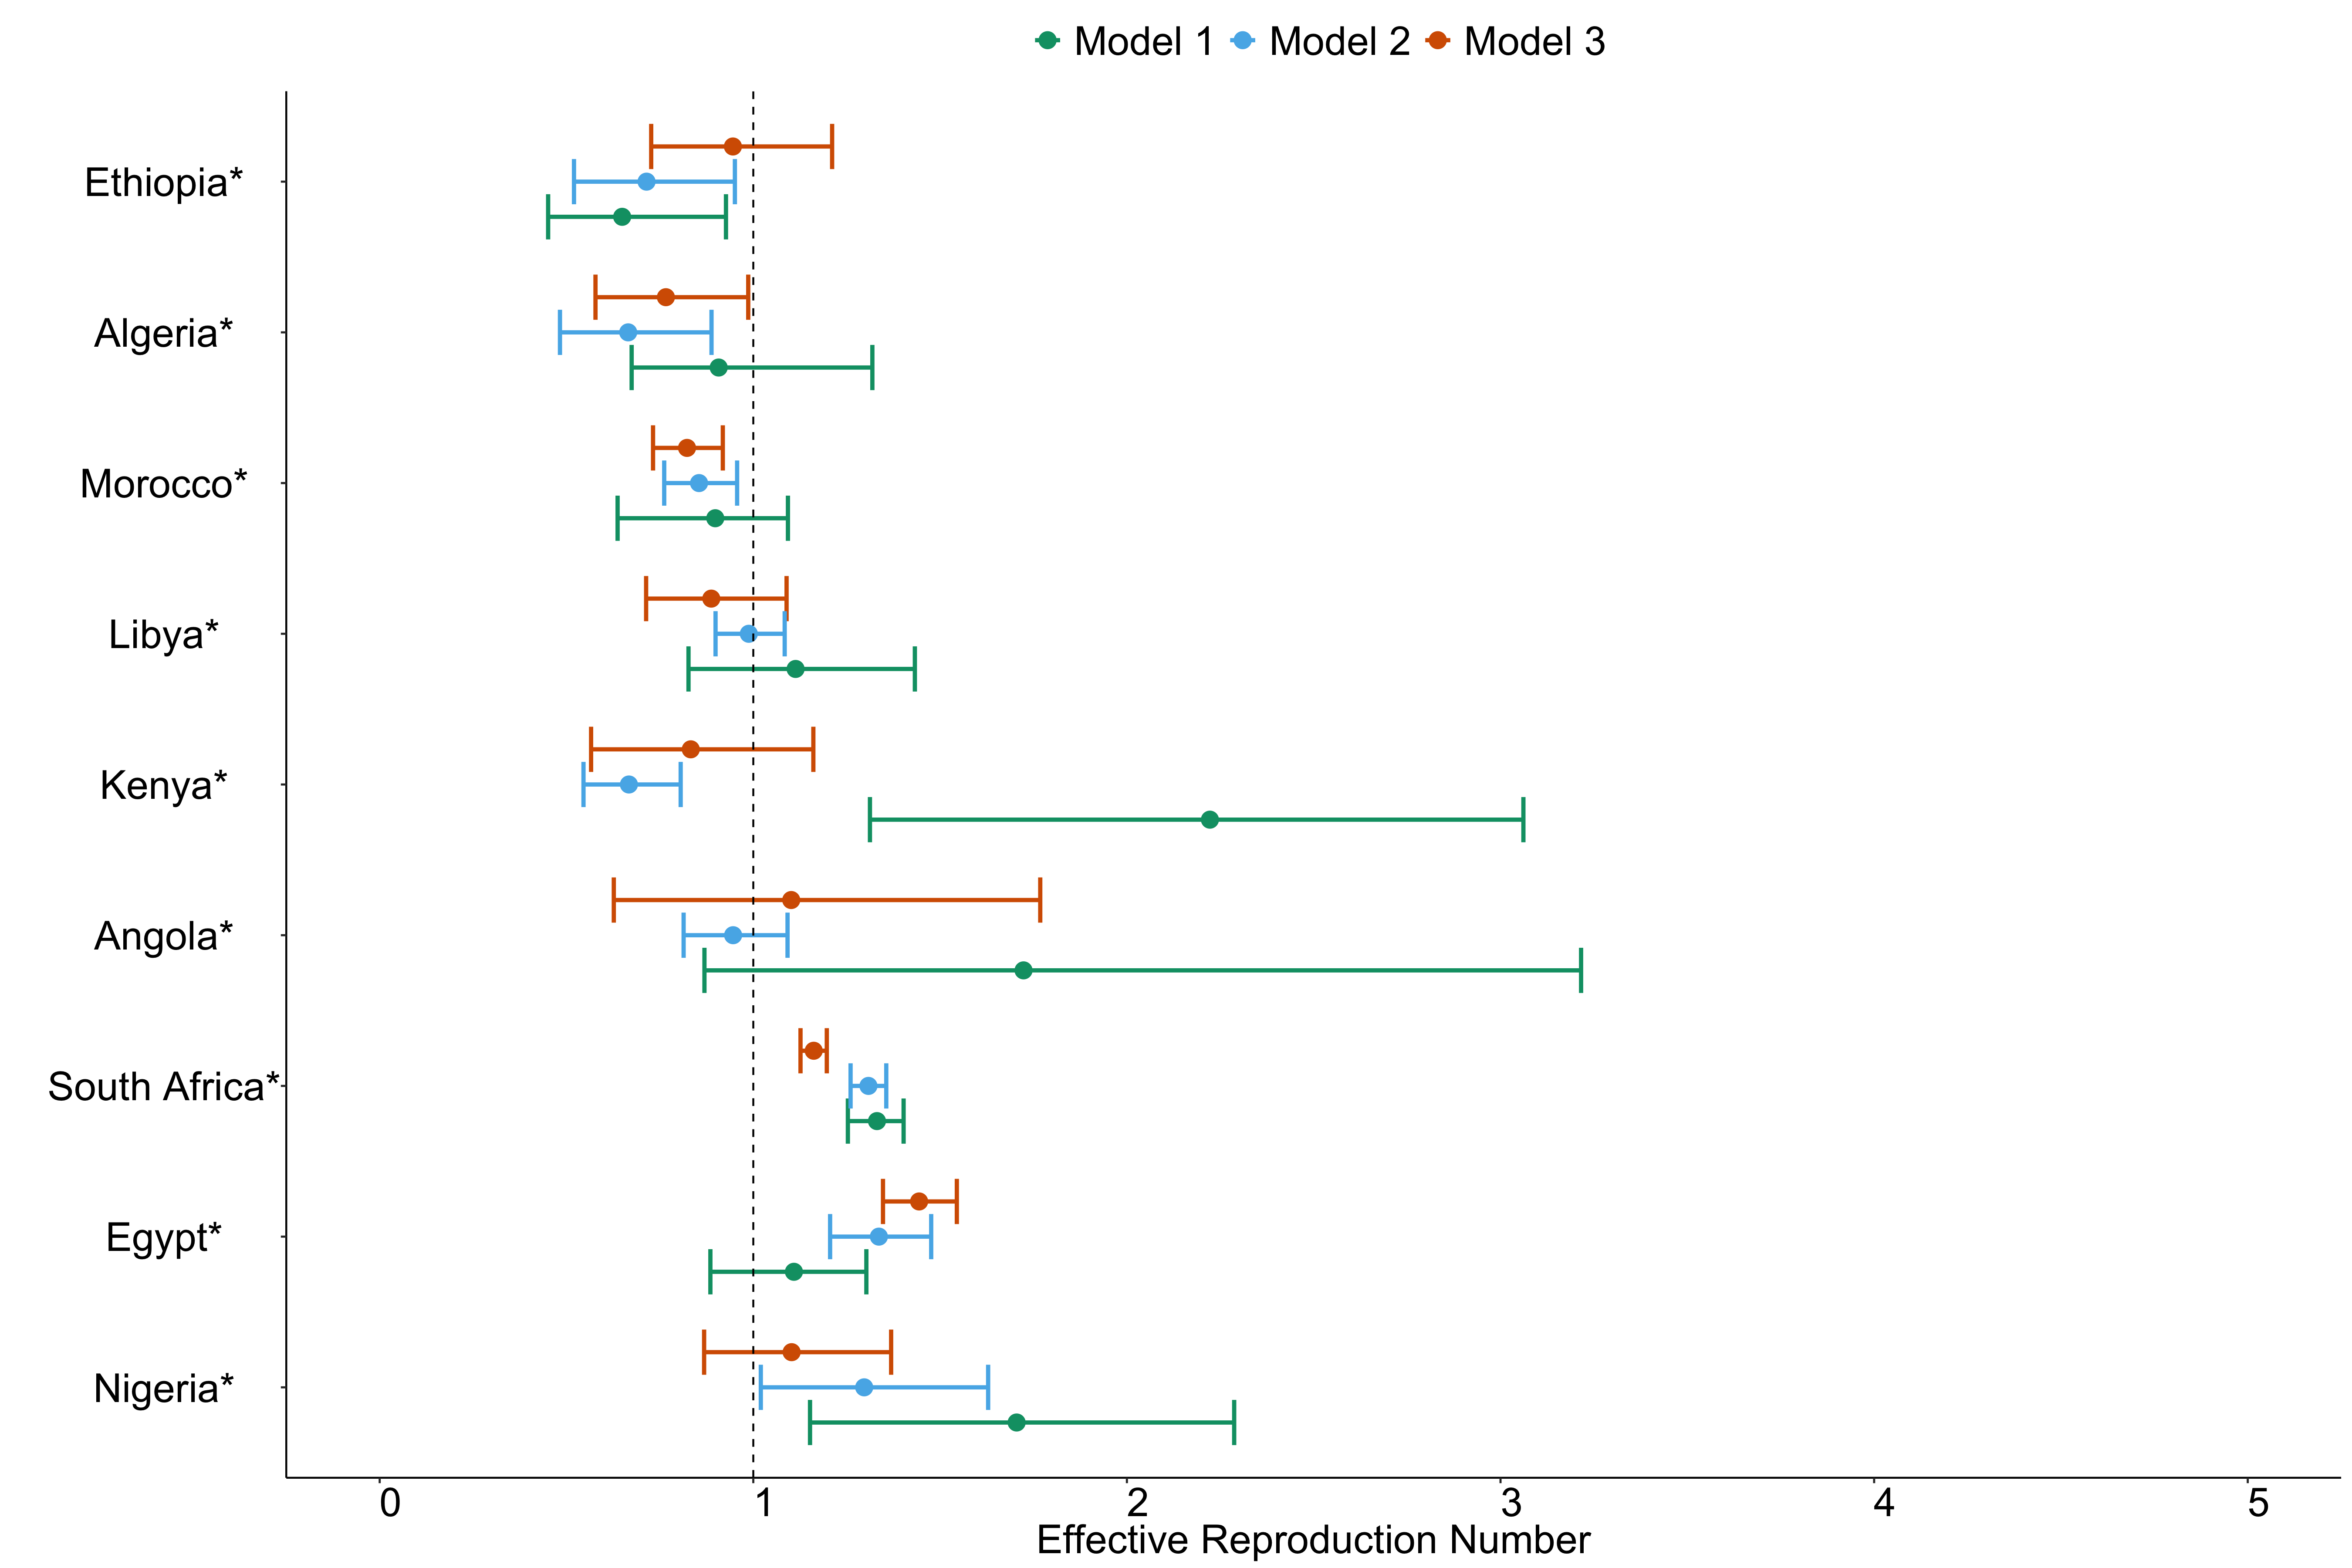 Model 1 Model 2 Model 3
Ethiopia*
Algeria*
Morocco*
Libya*
Kenya*
Angola*
South Africa*
Egypt*
Nigeria*
0 1 2 3 4 5
Effective Reproduction Number